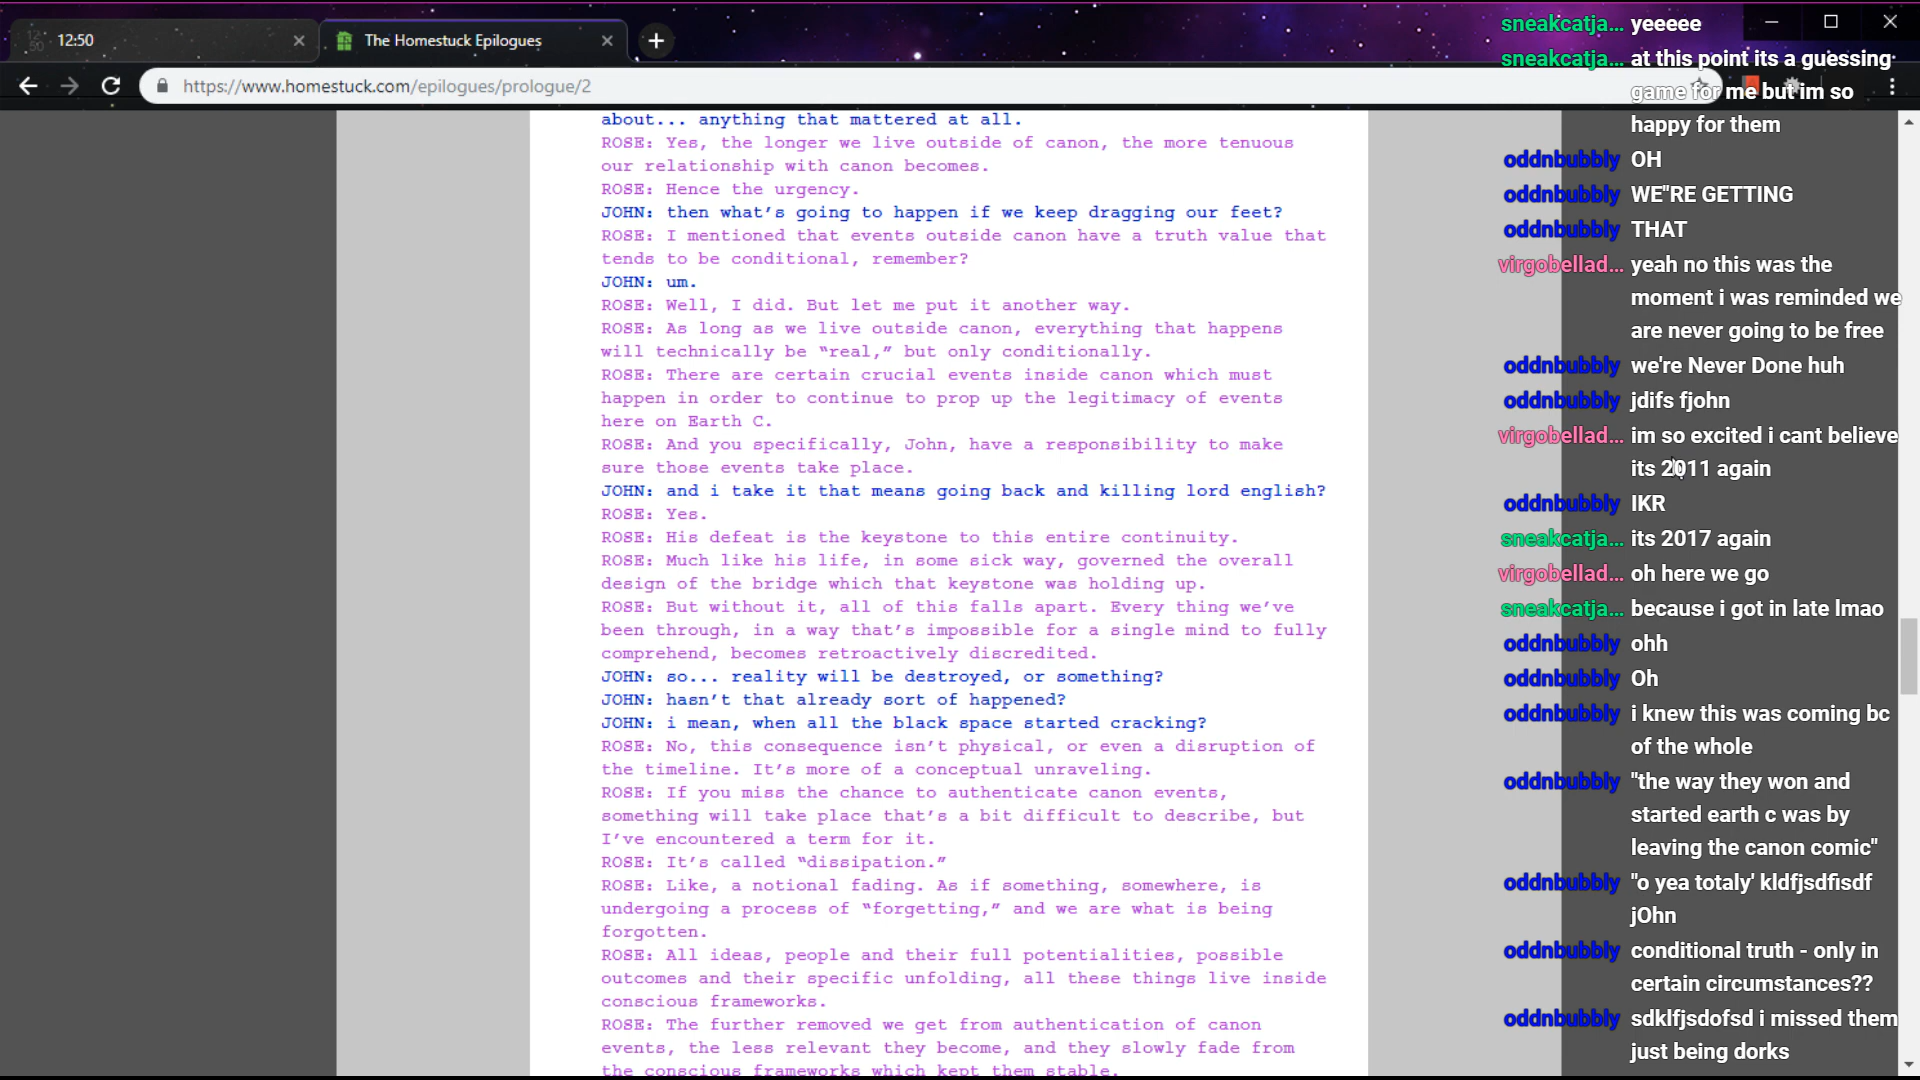 12:50
The Homestuck Epilogues
https://www.homestuck.com/epilogues/prologue/2
about... anything that mattered at all.
ROSE: Yes, the longer we live outside of canon, the more tenuous
our relationship with canon becomes.
ROSE: Hence the urgency.
JOHN: then what’s going to happen if we keep dragging our feet?
ROSE: I mentioned that events outside canon have a truth value that
tends to be conditional, remember?
JOHN: um.
ROSE: Well, I did. But let me put it another way.
ROSE: As long as we live outside canon, everything that happens
will technically be “real,” but only conditionally.
ROSE: There are certain crucial events inside canon which must
happen in order to continue to prop up the legitimacy of events
here on Earth C.
ROSE: And you specifically, John, have a responsibility to make
sure those events take place.
JOHN: and i take it that means going back and killing lord english?
ROSE: Yes.
ROSE: His defeat is the keystone to this entire continuity.
ROSE: Much like his life, in some sick way, governed the overall
design of the bridge which that keystone was holding up.
ROSE: But without it, all of this falls apart. Every thing we’ve
been through, in a way that’s impossible for a single mind to fully
comprehend, becomes retroactively discredited.
JOHN: so... reality will be destroyed, or something?
JOHN: hasn’t that already sort of happened?
JOHN: i mean, when all the black space started cracking?
ROSE: No, this consequence isn’t physical, or even a disruption of
the timeline. It’s more of a conceptual unraveling.
ROSE: If you miss the chance to authenticate canon events,
something will take place that’s a bit difficult to describe, but
I’ve encountered a term for it.
ROSE: It’s called “dissipation.”
ROSE: Like, a notional fading. As if something, somewhere, is
undergoing a process of “forgetting,” and we are what is being
forgotten.
ROSE: All ideas, people and their full potentialities, possible
outcomes and their specific unfolding, all these things live inside
conscious frameworks.
ROSE: The further removed we get from authentication of canon
events, the less relevant they become, and they slowly fade from
the conscious frameworks which kept them stable.
sneakcatja... yeeeee
sneakcatja... at this point its a guessing
game for me but im so
happy for them
oddnbubbly OH
oddnbubbly WE"RE GETTING
oddnbubbly THAT
virgobellad... yeah no this was the
moment i was reminded we
are never going to be free
oddnbubbly we're Never Done huh
oddnbubbly jdifs fjohn
virgobellad... im so excited i cant believe
its 2011 again
oddnbubbly IKR
sneakcatja... its 2017 again
virgobellad... oh here we go
sneakcatja... because i got in late lmao
oddnbubbly ohh
oddnbubbly Oh
oddnbubbly i knew this was coming bc
of the whole
oddnbubbly "the way they won and
started earth c was by
leaving the canon comic"
oddnbubbly "o yea totaly' kldfjsdfisdf
jOhn
oddnbubbly conditional truth - only in
certain circumstances??
oddnbubbly sdklfjsdofsd i missed them
just being dorks